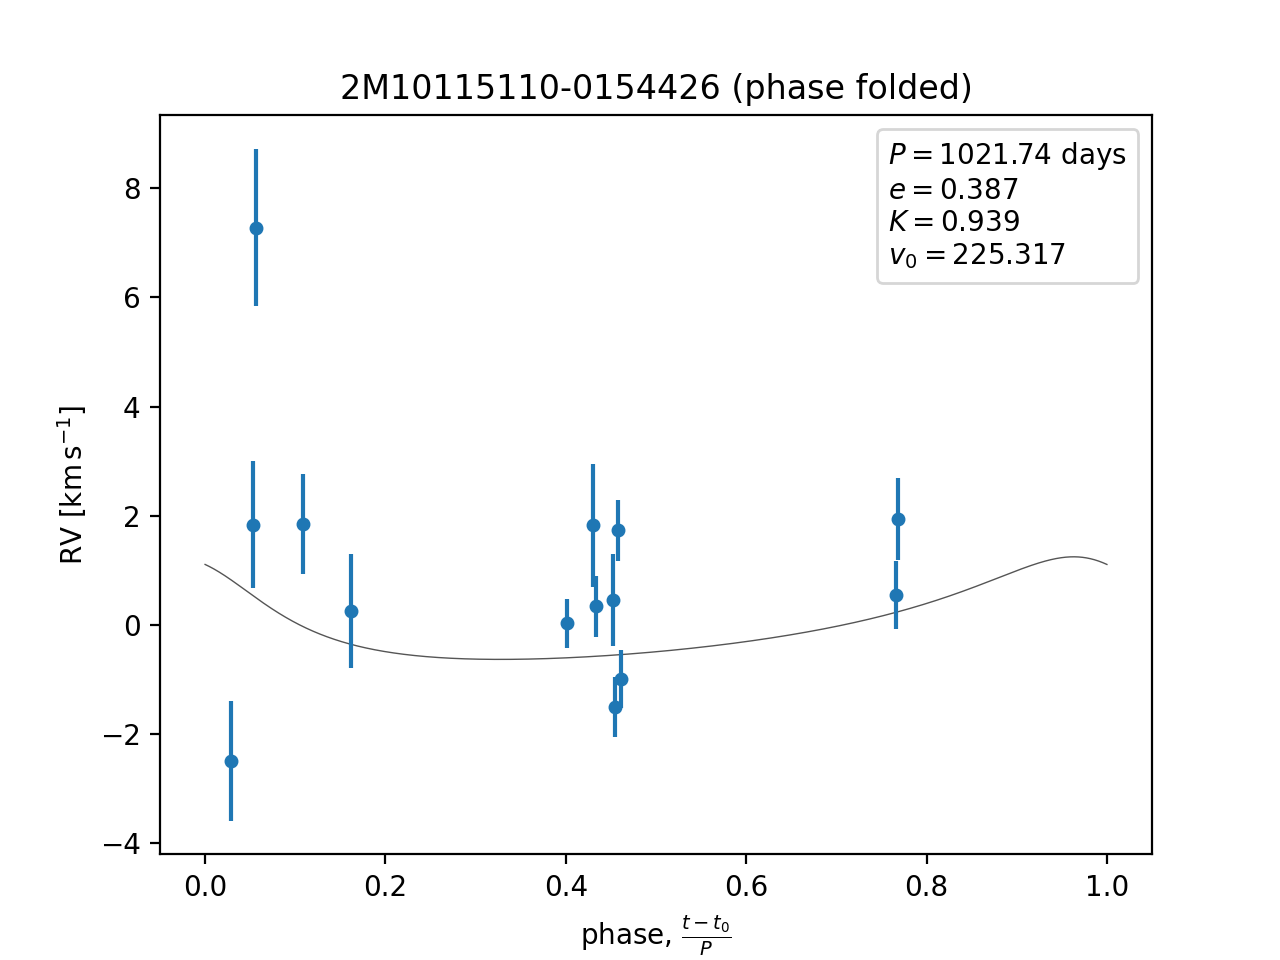 2M10115110-0154426 (phase folded)
P = 1021.74 days
e = 0.387
K = 0.939
v₀ = 225.317
8
6
4
2
0
−2
−4
RV [km s⁻¹]
0.0 0.2 0.4 0.6 0.8 1.0
phase, (t − t₀)/P